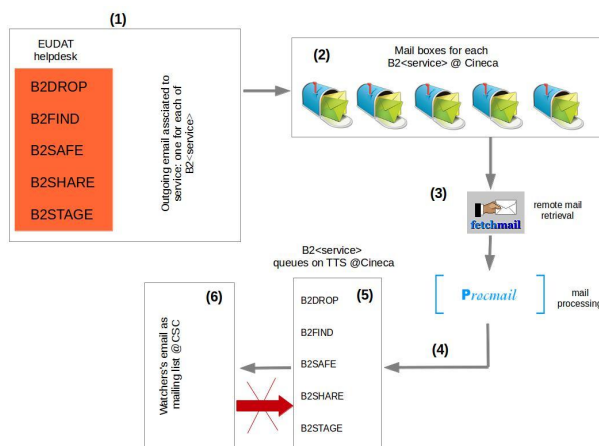 (1)
EUDAT
helpdesk
B2DROP
B2FIND
B2SAFE
B2SHARE
B2STAGE
Outgoing email assciated to
service: one for each of
B2<service>
(2)
Mail boxes for each
B2<service> @ Cineca
(3)
fetchmail
remote mail
retrieval
Procmail
mail
processing
(4)
B2<service>
queues on TTS @Cineca
(5)
B2DROP
B2FIND
B2SAFE
B2SHARE
B2STAGE
(6)
Watchers's email as
mailing list @CSC